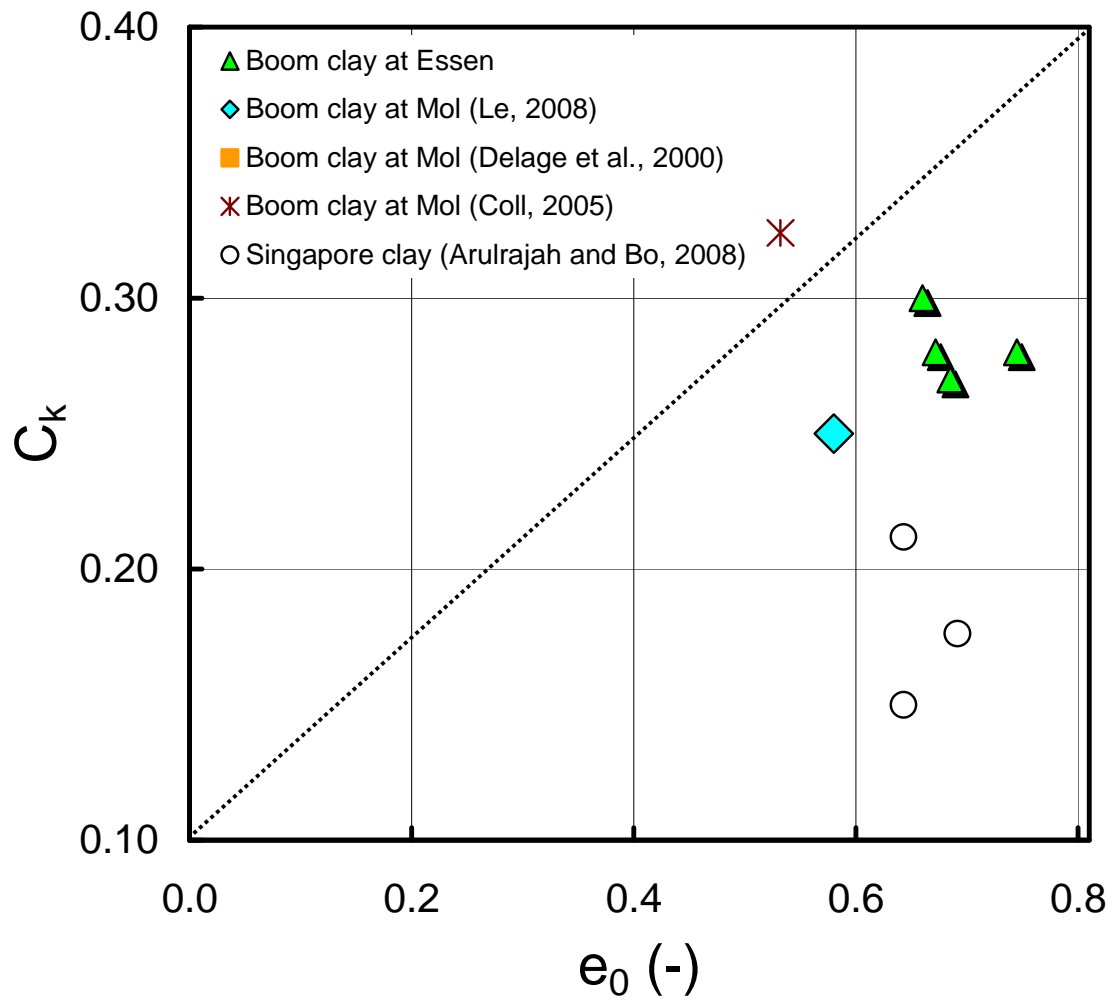 0.40
Boom clay at Essen
Boom clay at Mol (Le, 2008)
Boom clay at Mol (Delage et al., 2000)
Boom clay at Mol (Coll, 2005)
Singapore clay (Arulrajah and Bo, 2008)
0.30
Ck
0.20
0.10
0.0 0.2 0.4 0.6 0.8
e0 (-)